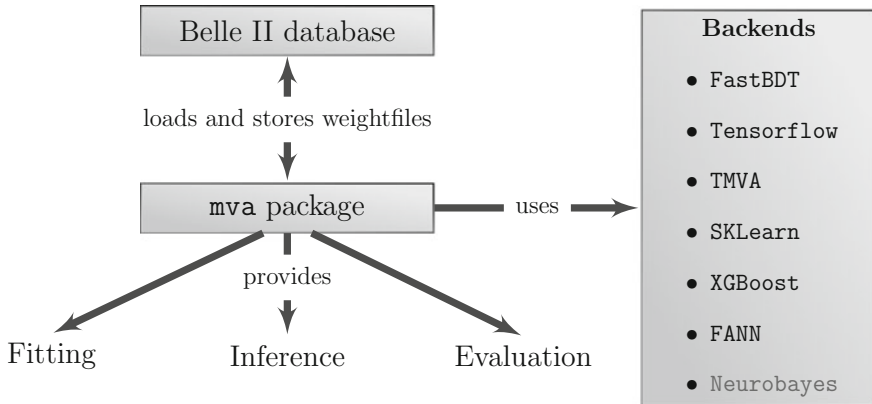 Belle II database
loads and stores weightfiles
mva package
uses
provides
Fitting
Inference
Evaluation
Backends
• FastBDT
• Tensorflow
• TMVA
• SKLearn
• XGBoost
• FANN
• Neurobayes